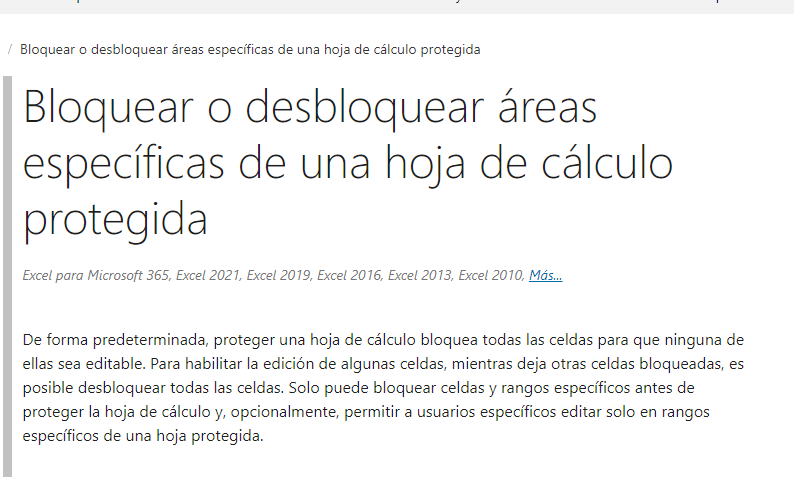 / Bloquear o desbloquear áreas específicas de una hoja de cálculo protegida
Bloquear o desbloquear áreas
específicas de una hoja de cálculo
protegida
Excel para Microsoft 365, Excel 2021, Excel 2019, Excel 2016, Excel 2013, Excel 2010, Más...
De forma predeterminada, proteger una hoja de cálculo bloquea todas las celdas para que ninguna de
ellas sea editable. Para habilitar la edición de algunas celdas, mientras deja otras celdas bloqueadas, es
posible desbloquear todas las celdas. Solo puede bloquear celdas y rangos específicos antes de
proteger la hoja de cálculo y, opcionalmente, permitir a usuarios específicos editar solo en rangos
específicos de una hoja protegida.